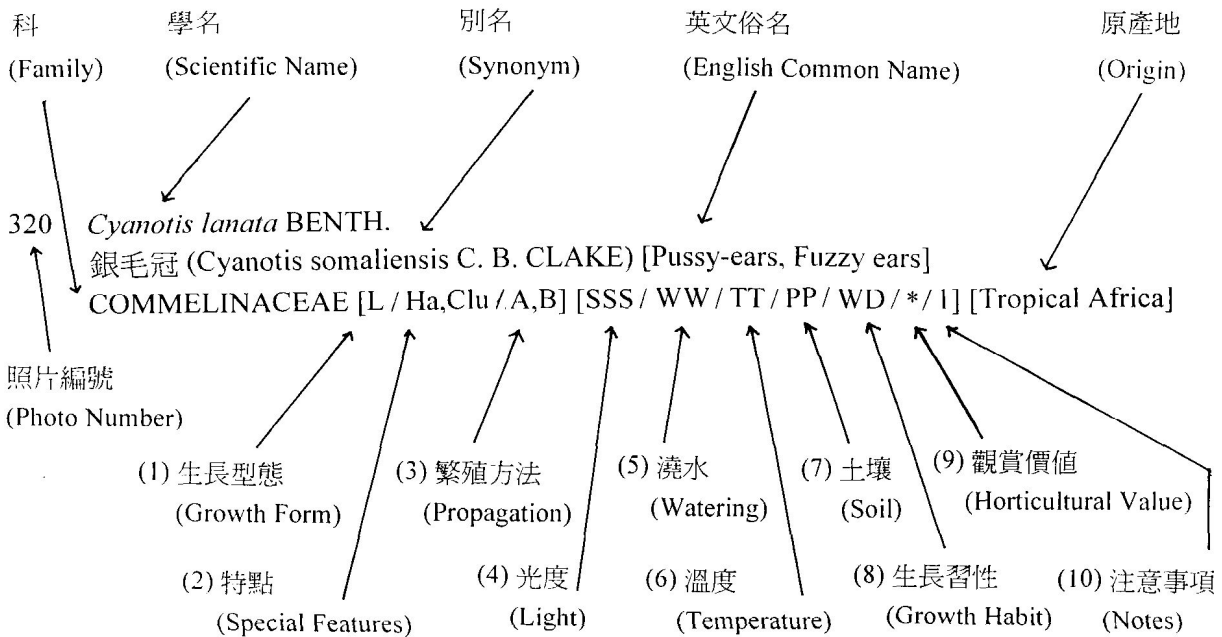 科 學名 別名 英文俗名 原產地
(Family) (Scientific Name) (Synonym) (English Common Name) (Origin)
320 Cyanotis lanata BENTH.
銀毛冠 (Cyanotis somaliensis C. B. CLAKE) [Pussy-ears, Fuzzy ears]
COMMELINACEAE [L / Ha,Clu / A,B] [SSS / WW / TT / PP / WD / * / 1] [Tropical Africa]
照片編號
(Photo Number)
(1) 生長型態 (3) 繁殖方法 (5) 澆水 (7) 土壤 (9) 觀賞價值
(Growth Form) (Propagation) (Watering) (Soil) (Horticultural Value)
(2) 特點 (4) 光度 (6) 溫度 (8) 生長習性 (10) 注意事項
(Special Features) (Light) (Temperature) (Growth Habit) (Notes)